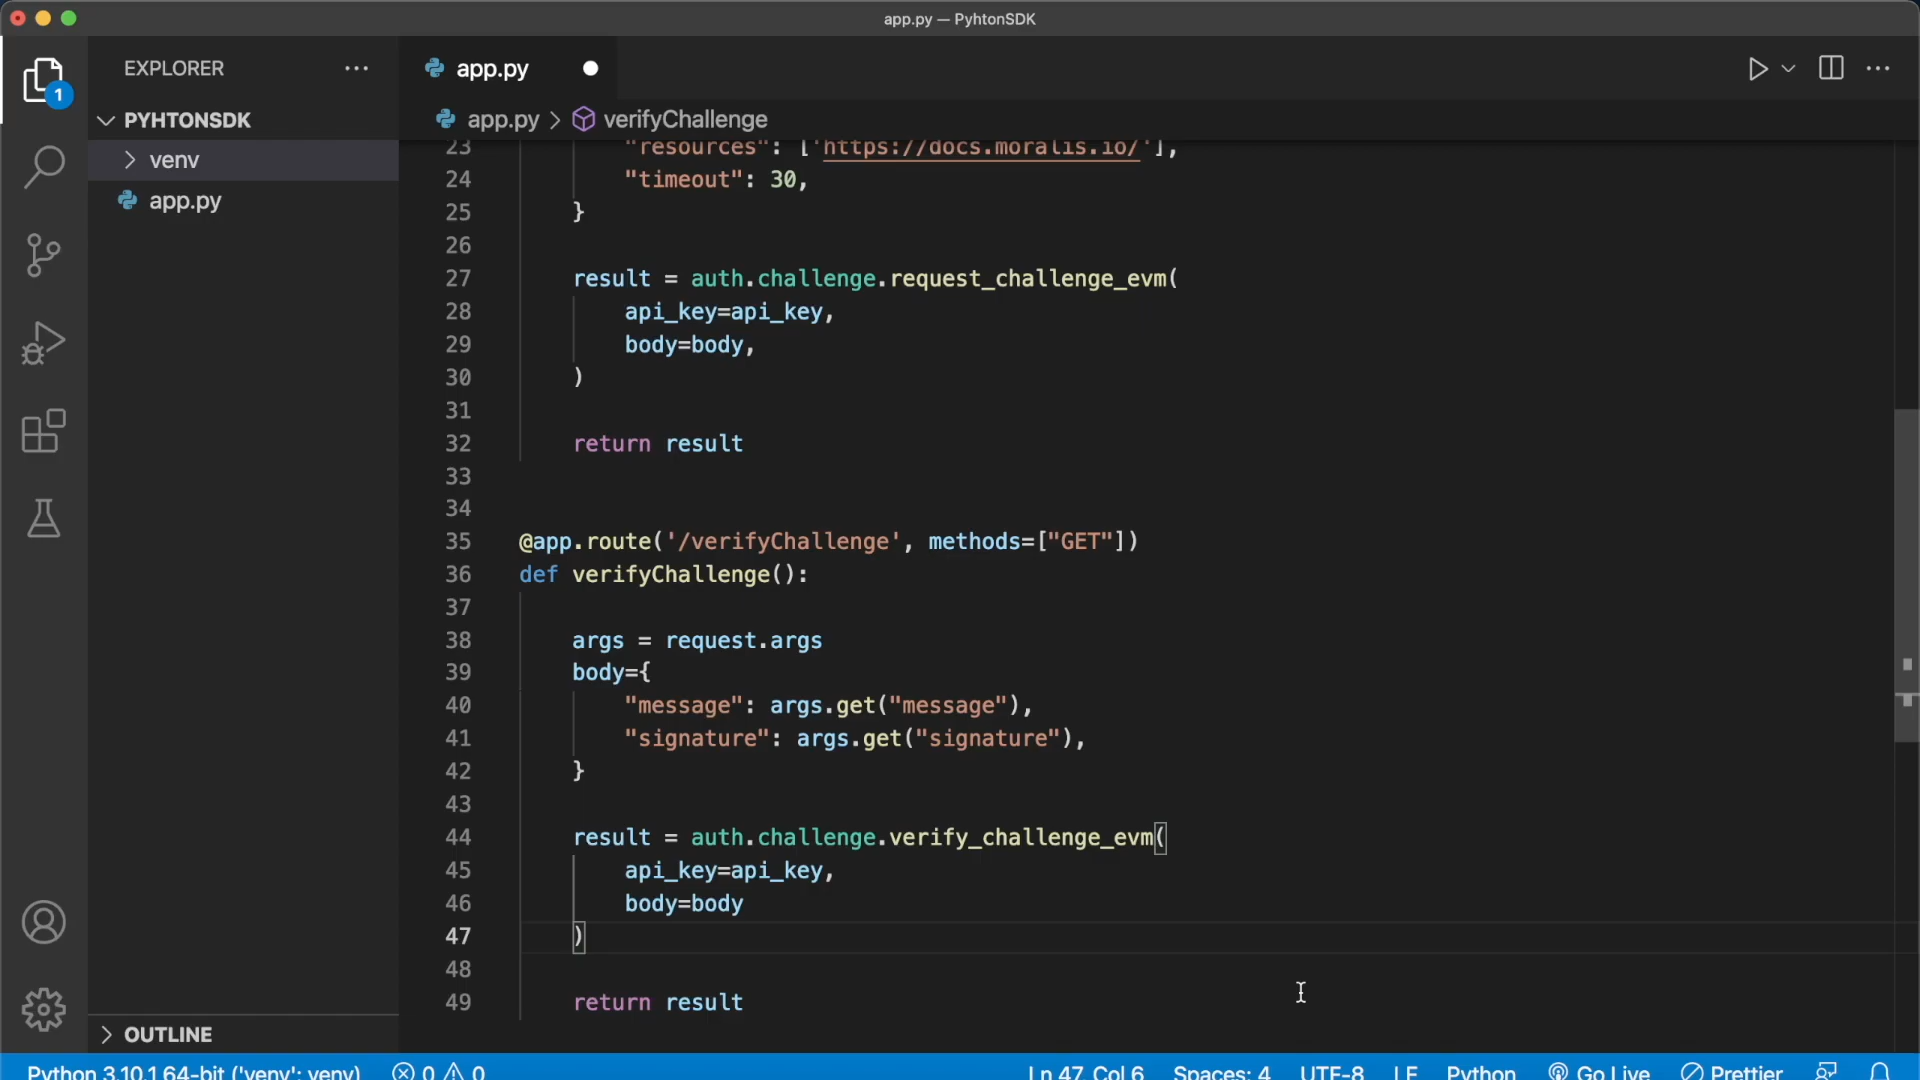 app.py — PyhtonSDK
EXPLORER
app.py
1
PYHTONSDK
app.py > verifyChallenge
venv
app.py
23 "resources": ['https://docs.moralis.io/'],
24 "timeout": 30,
25 }
26
27 result = auth.challenge.request_challenge_evm(
28 api_key=api_key,
29 body=body,
30 )
31
32 return result
33
34
35 @app.route('/verifyChallenge', methods=["GET"])
36 def verifyChallenge():
37
38 args = request.args
39 body={
40 "message": args.get("message"),
41 "signature": args.get("signature"),
42 }
43
44 result = auth.challenge.verify_challenge_evm(
45 api_key=api_key,
46 body=body
47 )
48
49 return result
OUTLINE
Python 3.10.1 64-bit ('venv': venv) 0 0 Ln 47, Col 6 Spaces: 4 UTF-8 LF Python Go Live Prettier